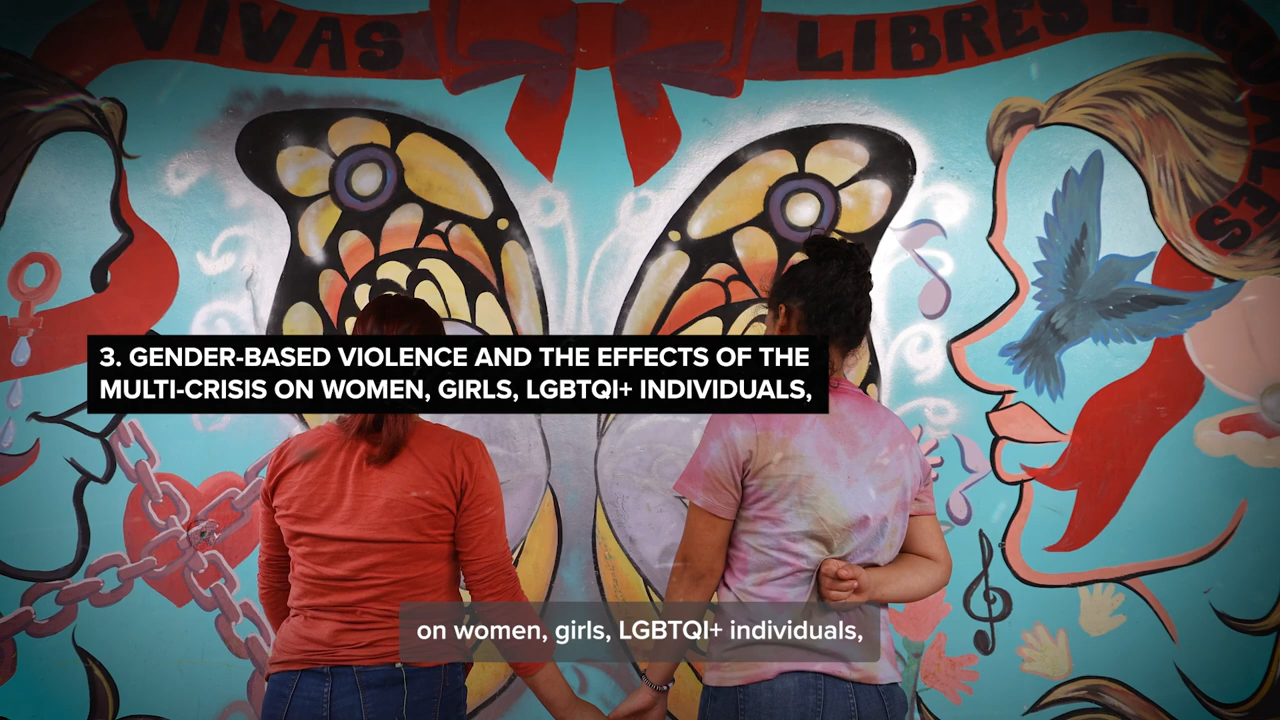 VIVAS LIBRES E IGUALES
3. GENDER-BASED VIOLENCE AND THE EFFECTS OF THE
MULTI-CRISIS ON WOMEN, GIRLS, LGBTQI+ INDIVIDUALS,
on women, girls, LGBTQI+ individuals,